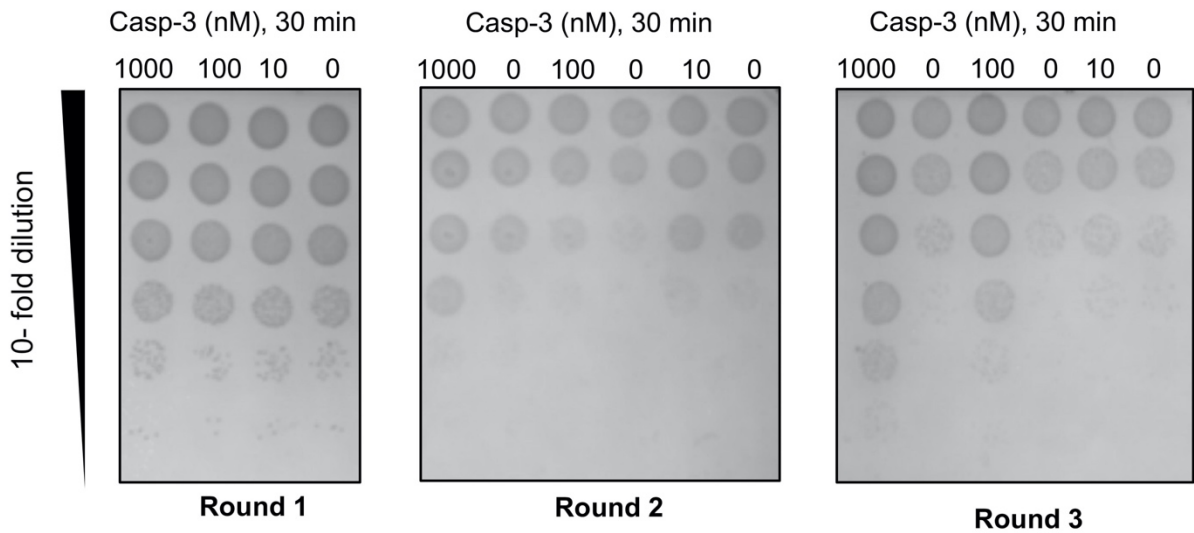 Casp-3 (nM), 30 min
1000 100 10 0
Casp-3 (nM), 30 min
1000 0 100 0 10 0
Casp-3 (nM), 30 min
1000 0 100 0 10 0
10- fold dilution
Round 1
Round 2
Round 3